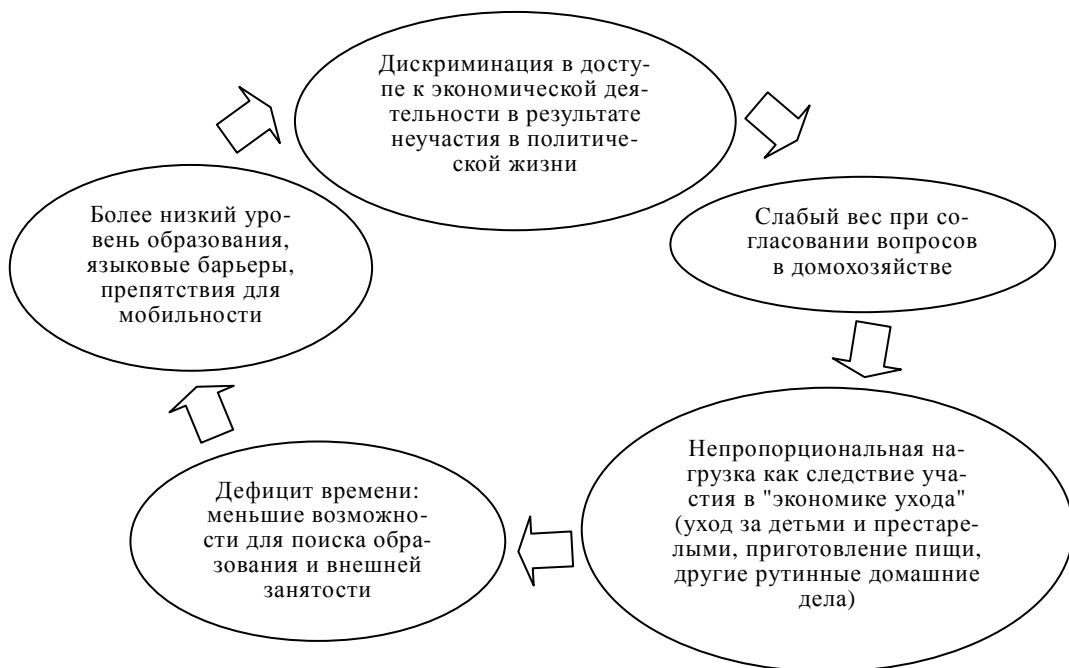 Дискриминация в досту-
пе к экономической дея-
тельности в результате
неучастия в политиче-
ской жизни
Слабый вес при со-
гласовании вопросов
в домохозяйстве
Непропорциональная на-
грузка как следствие уча-
стия в "экономике ухода"
(уход за детьми и престаре-
лыми, приготовление пищи,
другие рутинные домашние
дела)
Дефицит времени:
меньшие возможно-
сти для поиска обра-
зования и внешней
занятости
Более низкий уро-
вень образования,
языковые барьеры,
препятствия для
мобильности